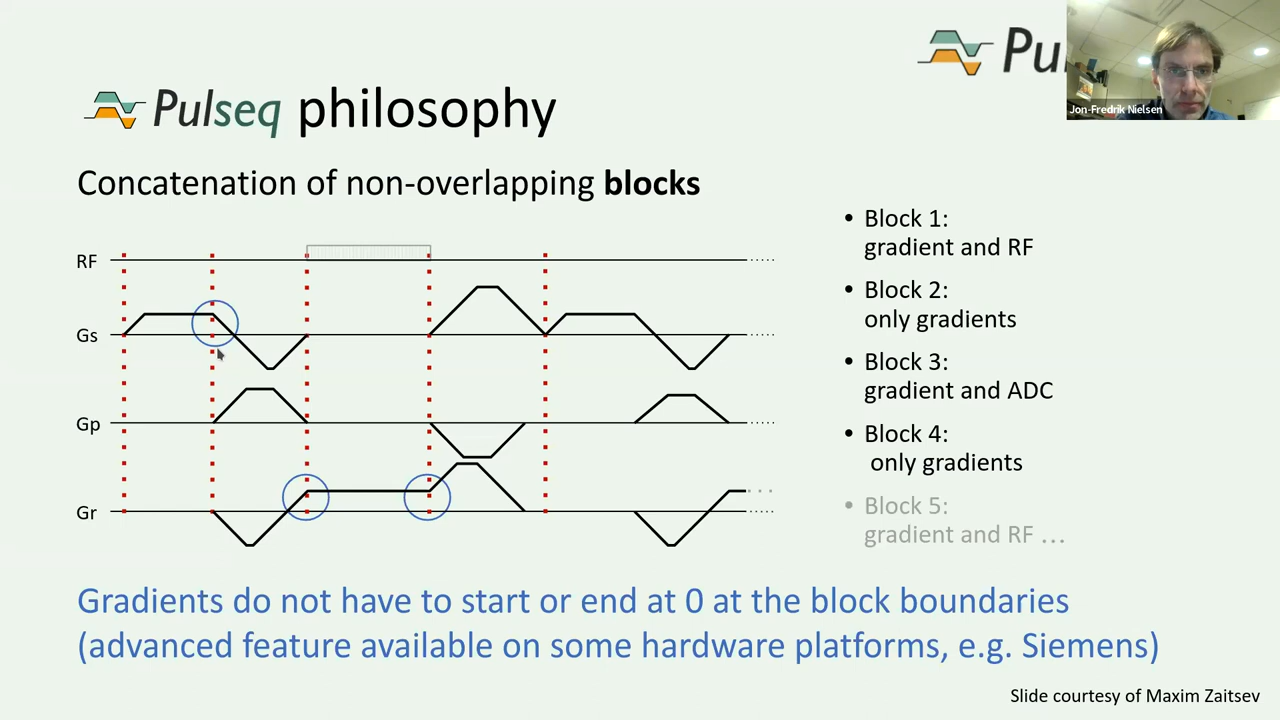 Pu
Jon-Fredrik Nielsen
Pulseq philosophy
Concatenation of non-overlapping blocks
RF
Gs
Gp
Gr
• Block 1:
gradient and RF
• Block 2:
only gradients
• Block 3:
gradient and ADC
• Block 4:
only gradients
• Block 5:
gradient and RF …
Gradients do not have to start or end at 0 at the block boundaries
(advanced feature available on some hardware platforms, e.g. Siemens)
Slide courtesy of Maxim Zaitsev